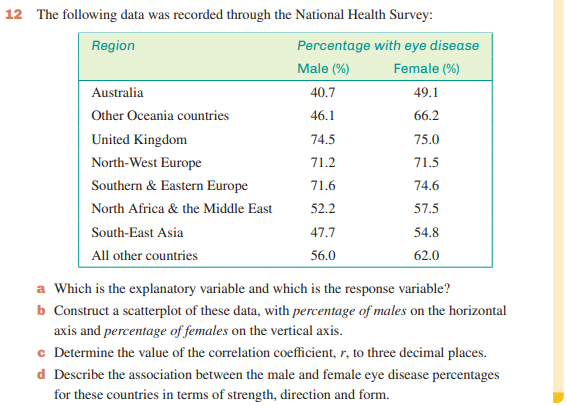 12 The following data was recorded through the National Health Survey:
Region Percentage with eye disease
Male (%) Female (%)
Australia 40.7 49.1
Other Oceania countries 46.1 66.2
United Kingdom 74.5 75.0
North-West Europe 71.2 71.5
Southern & Eastern Europe 71.6 74.6
North Africa & the Middle East 52.2 57.5
South-East Asia 47.7 54.8
All other countries 56.0 62.0
a Which is the explanatory variable and which is the response variable?
b Construct a scatterplot of these data, with percentage of males on the horizontal
axis and percentage of females on the vertical axis.
c Determine the value of the correlation coefficient, r, to three decimal places.
d Describe the association between the male and female eye disease percentages
for these countries in terms of strength, direction and form.